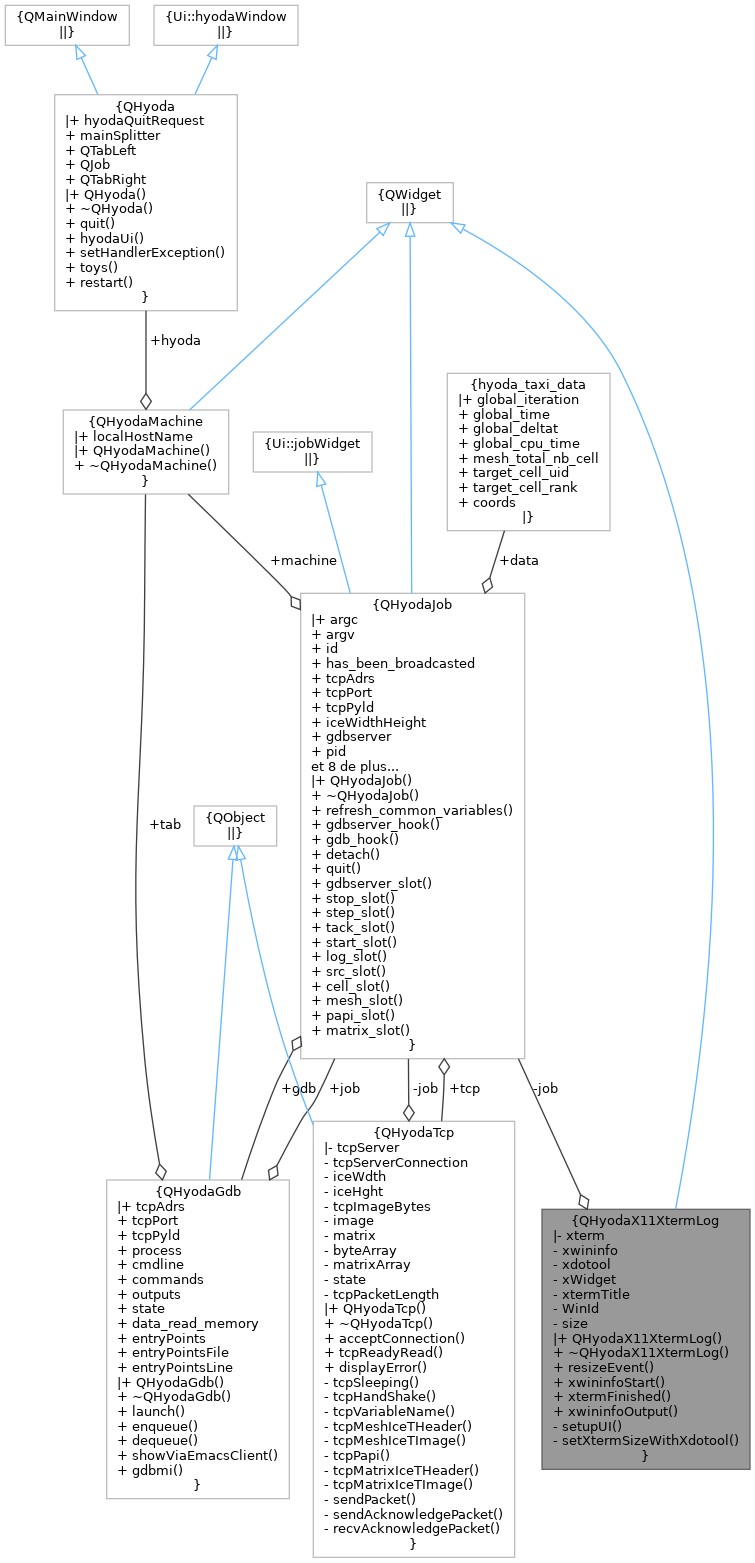 {QMainWindow
||}
{Ui::hyodaWindow
||}
{QHyoda
|+ hyodaQuitRequest
+ mainSplitter
+ QTabLeft
+ QJob
+ QTabRight
|+ QHyoda()
+ ~QHyoda()
+ quit()
+ hyodaUi()
+ setHandlerException()
+ toys()
+ restart()
}
{QWidget
||}
+hyoda
{hyoda_taxi_data
|+ global_iteration
+ global_time
+ global_deltat
+ global_cpu_time
+ mesh_total_nb_cell
+ target_cell_uid
+ target_cell_rank
+ coords
|}
{QHyodaMachine
|+ localHostName
|+ QHyodaMachine()
+ ~QHyodaMachine()
}
{Ui::jobWidget
||}
+machine
+data
{QHyodaJob
|+ argc
+ argv
+ id
+ has_been_broadcasted
+ tcpAdrs
+ tcpPort
+ tcpPyld
+ iceWidthHeight
+ gdbserver
+ pid
et 8 de plus...
|+ QHyodaJob()
+ ~QHyodaJob()
+ refresh_common_variables()
+ gdbserver_hook()
+ gdb_hook()
+ detach()
+ quit()
+ gdbserver_slot()
+ stop_slot()
+ step_slot()
+ tack_slot()
+ start_slot()
+ log_slot()
+ src_slot()
+ cell_slot()
+ mesh_slot()
+ papi_slot()
+ matrix_slot()
}
+tab
{QObject
||}
+gdb
+job
-job
+tcp
-job
{QHyodaGdb
|+ tcpAdrs
+ tcpPort
+ tcpPyld
+ process
+ cmdline
+ commands
+ outputs
+ state
+ data_read_memory
+ entryPoints
+ entryPointsFile
+ entryPointsLine
|+ QHyodaGdb()
+ ~QHyodaGdb()
+ launch()
+ enqueue()
+ dequeue()
+ showViaEmacsClient()
+ gdbmi()
}
{QHyodaTcp
|- tcpServer
- tcpServerConnection
- iceWdth
- iceHght
- tcpImageBytes
- image
- matrix
- byteArray
- matrixArray
- state
- tcpPacketLength
|+ QHyodaTcp()
+ ~QHyodaTcp()
+ acceptConnection()
+ tcpReadyRead()
+ displayError()
- tcpSleeping()
- tcpHandShake()
- tcpVariableName()
- tcpMeshIceTHeader()
- tcpMeshIceTImage()
- tcpPapi()
- tcpMatrixIceTHeader()
- tcpMatrixIceTImage()
- sendPacket()
- sendAcknowledgePacket()
- recvAcknowledgePacket()
}
{QHyodaX11XtermLog
|- xterm
- xwininfo
- xdotool
- xWidget
- xtermTitle
- WinId
- size
|+ QHyodaX11XtermLog()
+ ~QHyodaX11XtermLog()
+ resizeEvent()
+ xwininfoStart()
+ xtermFinished()
+ xwininfoOutput()
- setupUI()
- setXtermSizeWithXdotool()
}